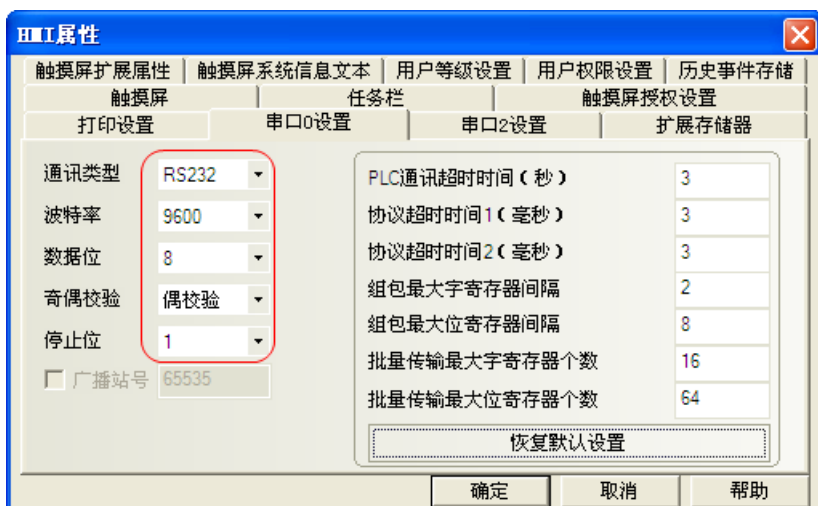 HMI属性
触摸屏扩展属性 触摸屏系统信息文本 用户等级设置 用户权限设置 历史事件存储
触摸屏 任务栏 触摸屏授权设置
打印设置 串口0设置 串口2设置 扩展存储器
通讯类型 RS232
波特率 9600
数据位 8
奇偶校验 偶校验
停止位 1
广播站号 65535
PLC通讯超时时间(秒) 3
协议超时时间1(毫秒) 3
协议超时时间2(毫秒) 3
组包最大字寄存器间隔 2
组包最大位寄存器间隔 8
批量传输最大字寄存器个数 16
批量传输最大位寄存器个数 64
恢复默认设置
确定 取消 帮助